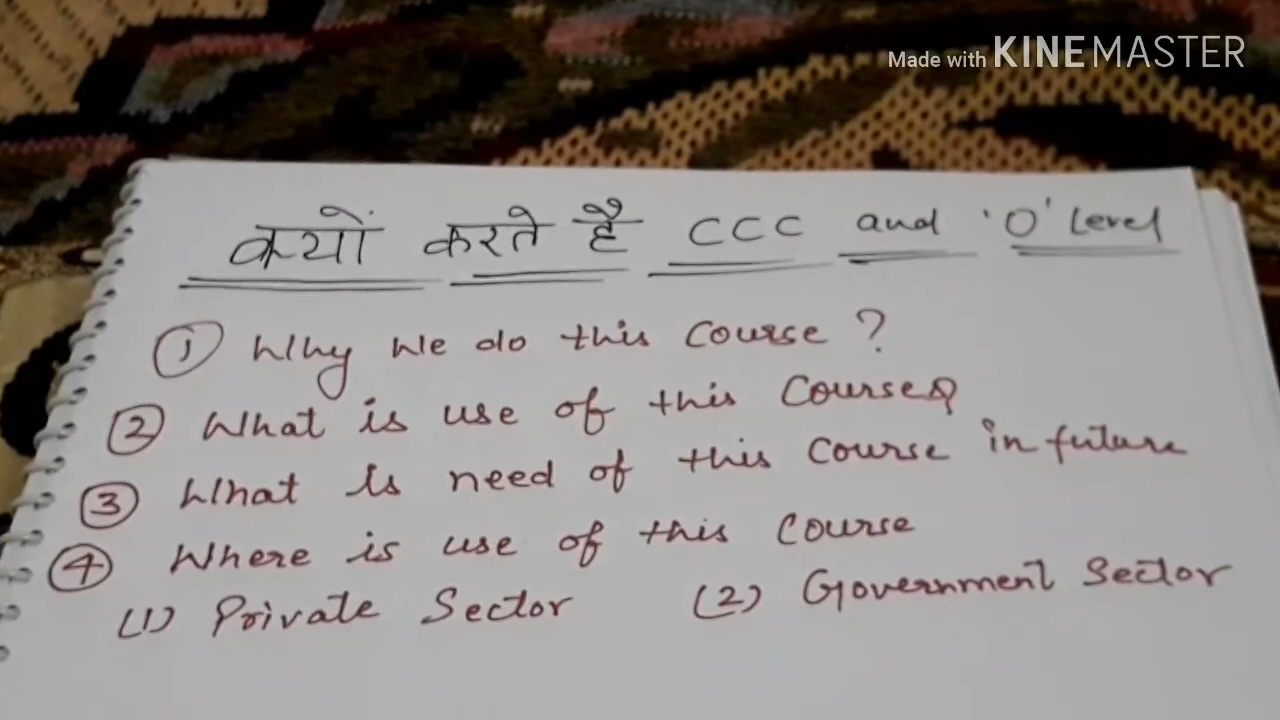 Made with KINEMASTER
क्यों करते है CCC and 'O' Level
① Why we do this Course ?
② What is use of this Course?
③ What is need of this Course in future
④ Where is use of this Course
(1) Private Sector (2) Government Sector